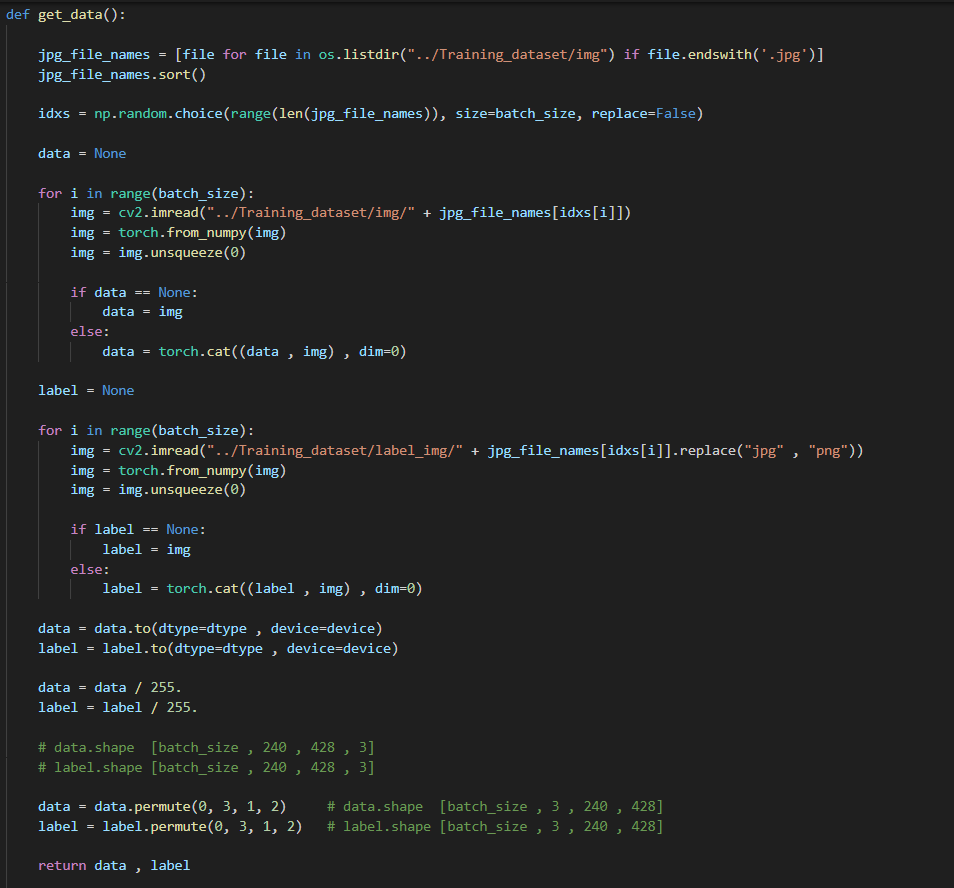 def get_data():
    jpg_file_names = [file for file in os.listdir("../Training_dataset/img") if file.endswith('.jpg')]
    jpg_file_names.sort()
    idxs = np.random.choice(range(len(jpg_file_names)), size=batch_size, replace=False)
    data = None
    for i in range(batch_size):
        img = cv2.imread("../Training_dataset/img/" + jpg_file_names[idxs[i]])
        img = torch.from_numpy(img)
        img = img.unsqueeze(0)
        if data == None:
            data = img
        else:
            data = torch.cat((data , img) , dim=0)
    label = None
    for i in range(batch_size):
        img = cv2.imread("../Training_dataset/label_img/" + jpg_file_names[idxs[i]].replace("jpg" , "png"))
        img = torch.from_numpy(img)
        img = img.unsqueeze(0)
        if label == None:
            label = img
        else:
            label = torch.cat((label , img) , dim=0)
    data = data.to(dtype=dtype , device=device)
    label = label.to(dtype=dtype , device=device)
    data = data / 255.
    label = label / 255.
    # data.shape  [batch_size , 240 , 428 , 3]
    # label.shape [batch_size , 240 , 428 , 3]
    data = data.permute(0, 3, 1, 2)     # data.shape  [batch_size , 3 , 240 , 428]
    label = label.permute(0, 3, 1, 2)   # label.shape [batch_size , 3 , 240 , 428]
    return data , label